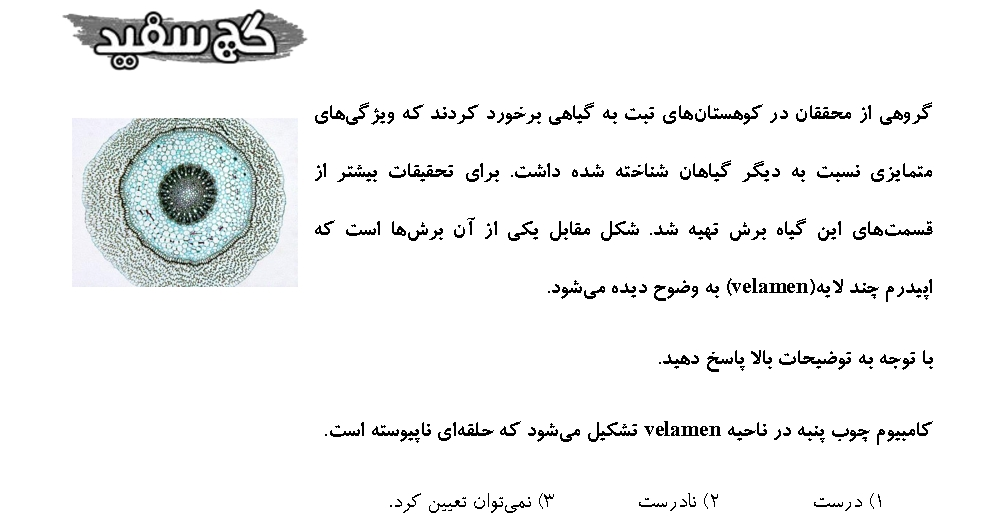 گچ سفید
گروهی از محققان در کوهستان‌های تبت به گیاهی برخورد کردند که ویژگی‌های
متمایزی نسبت به دیگر گیاهان شناخته شده داشت. برای تحقیقات بیشتر از
قسمت‌های این گیاه برش تهیه شد. شکل مقابل یکی از آن برش‌ها است که
اپیدرم چند لایه(velamen) به وضوح دیده می‌شود.
با توجه به توضیحات بالا پاسخ دهید.
کامبیوم چوب پنبه در ناحیه velamen تشکیل می‌شود که حلقه‌ای ناپیوسته است.
۱) درست ۲) نادرست ۳) نمی‌توان تعیین کرد.